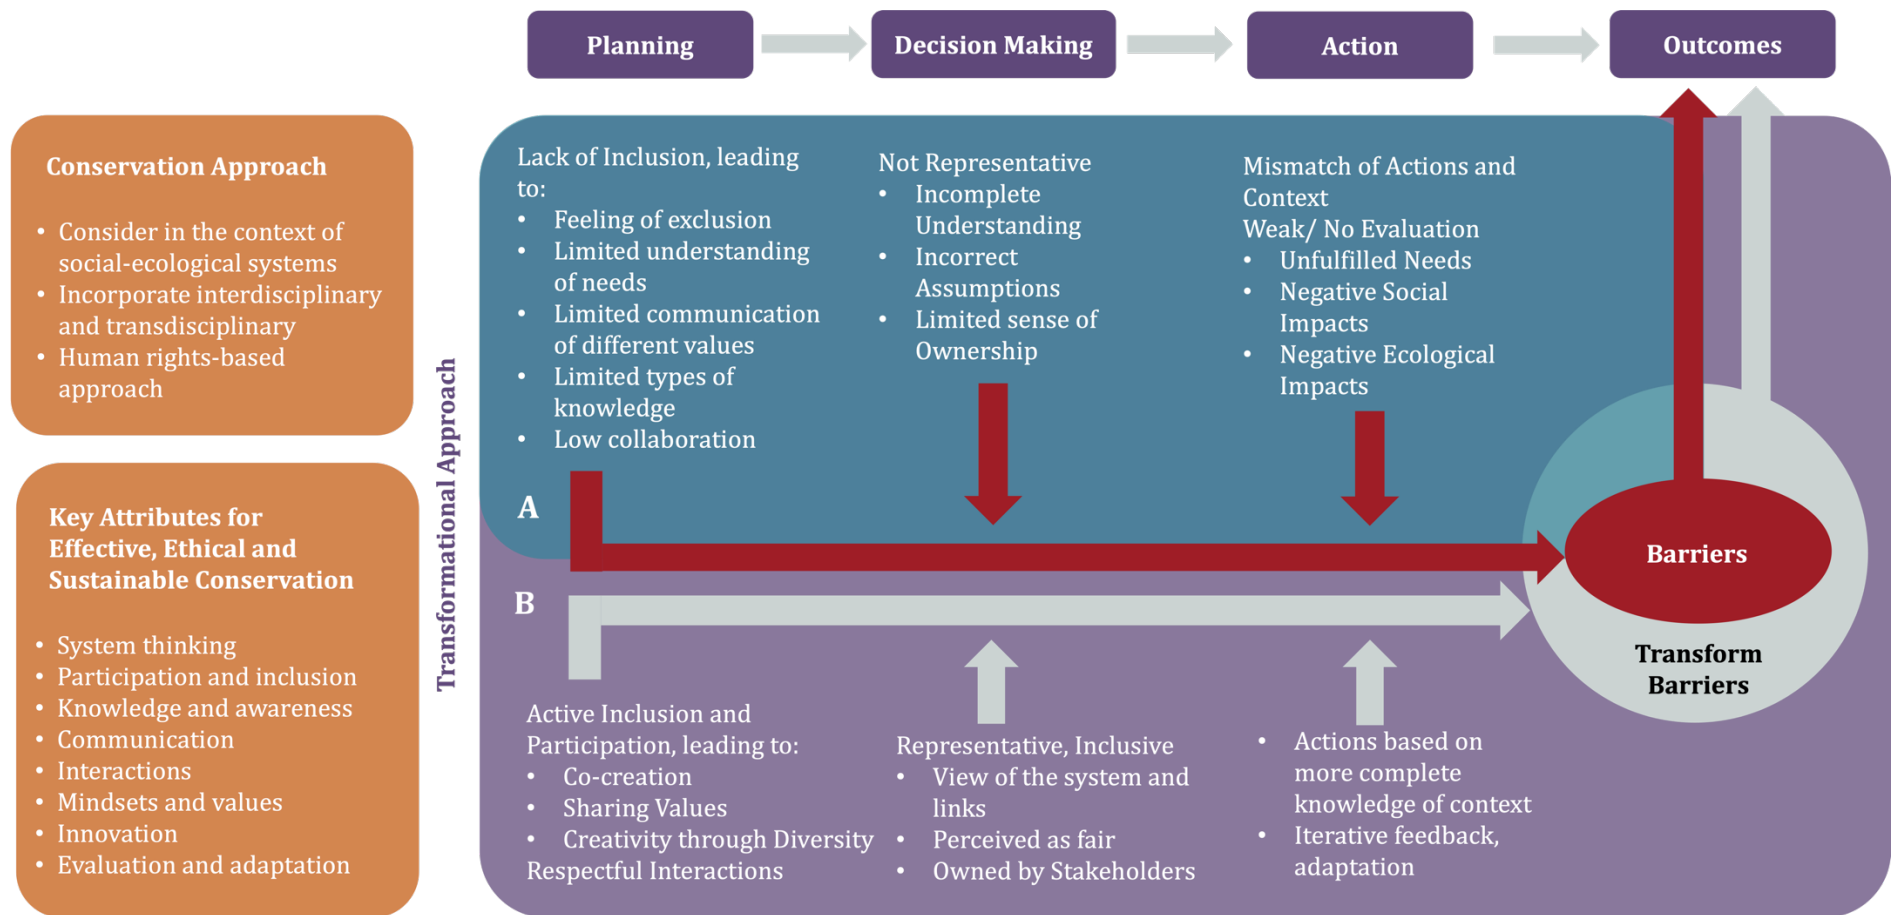 Planning
Decision Making
Action
Outcomes
Conservation Approach
• Consider in the context of
social-ecological systems
• Incorporate interdisciplinary
and transdisciplinary
• Human rights-based
approach
Key Attributes for
Effective, Ethical and
Sustainable Conservation
• System thinking
• Participation and inclusion
• Knowledge and awareness
• Communication
• Interactions
• Mindsets and values
• Innovation
• Evaluation and adaptation
Transformational Approach
Lack of Inclusion, leading
to:
• Feeling of exclusion
• Limited understanding
of needs
• Limited communication
of different values
• Limited types of
knowledge
• Low collaboration
Not Representative
• Incomplete
Understanding
• Incorrect
Assumptions
• Limited sense of
Ownership
Mismatch of Actions and
Context
Weak/ No Evaluation
• Unfulfilled Needs
• Negative Social
Impacts
• Negative Ecological
Impacts
A
Barriers
B
Transform
Barriers
Active Inclusion and
Participation, leading to:
• Co-creation
• Sharing Values
• Creativity through Diversity
Respectful Interactions
Representative, Inclusive
• View of the system and
links
• Perceived as fair
• Owned by Stakeholders
• Actions based on
more complete
knowledge of context
• Iterative feedback,
adaptation